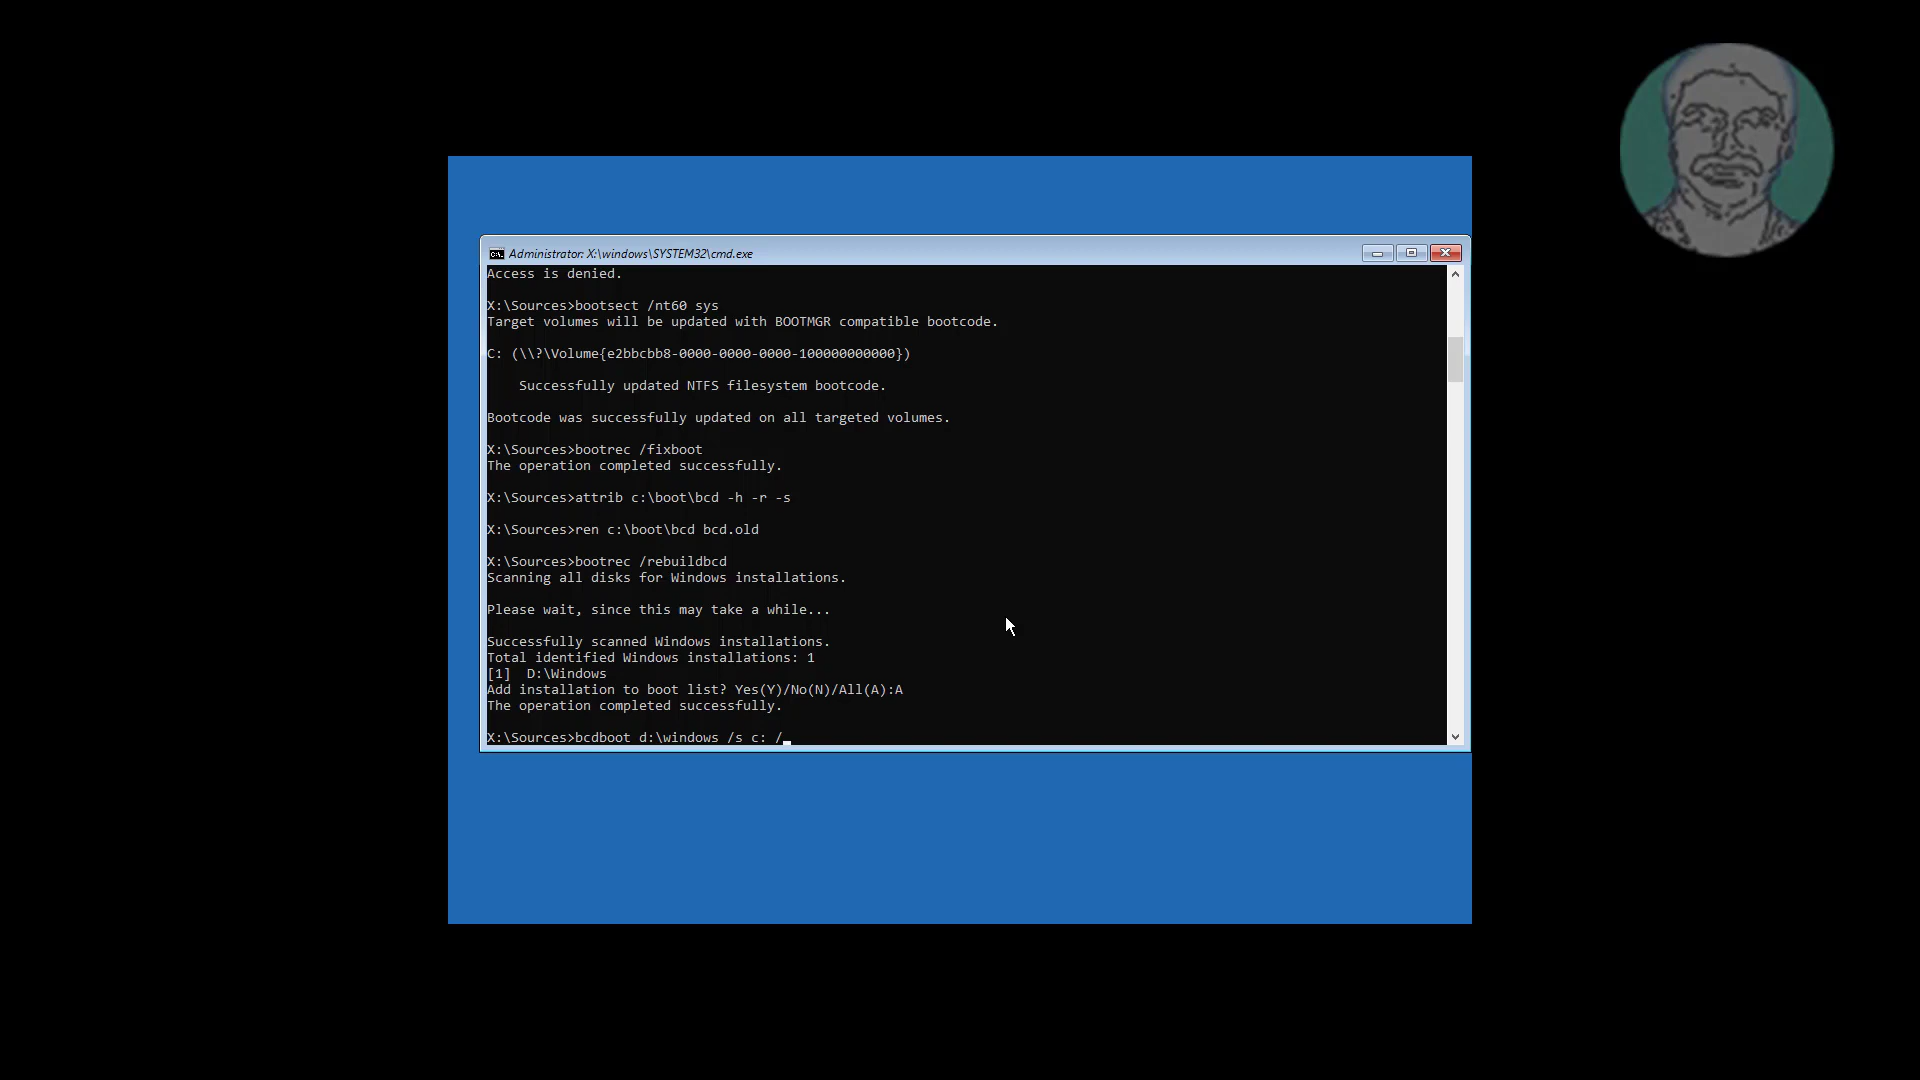 Administrator: X:\windows\SYSTEM32\cmd.exe
Access is denied.
X:\Sources>bootsect /nt60 sys
Target volumes will be updated with BOOTMGR compatible bootcode.
C: (\\?\Volume{e2bbcbb8-0000-0000-0000-100000000000})
Successfully updated NTFS filesystem bootcode.
Bootcode was successfully updated on all targeted volumes.
X:\Sources>bootrec /fixboot
The operation completed successfully.
X:\Sources>attrib c:\boot\bcd -h -r -s
X:\Sources>ren c:\boot\bcd bcd.old
X:\Sources>bootrec /rebuildbcd
Scanning all disks for Windows installations.
Please wait, since this may take a while...
Successfully scanned Windows installations.
Total identified Windows installations: 1
[1]  D:\Windows
Add installation to boot list? Yes(Y)/No(N)/All(A):A
The operation completed successfully.
X:\Sources>bcdboot d:\windows /s c: /_